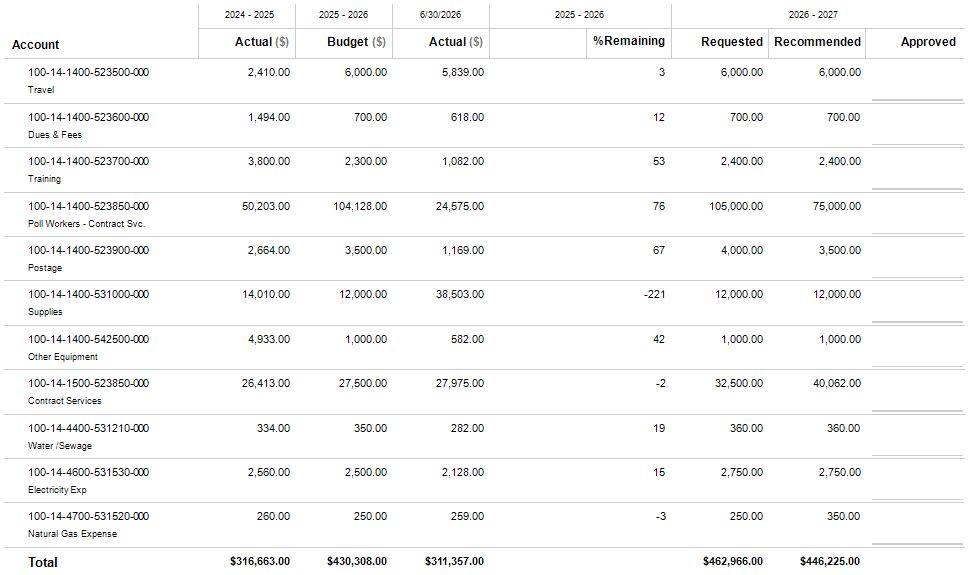 2024 - 2025 2025 - 2026 6/30/2026 2025 - 2026 2026 - 2027
Account Actual ($) Budget ($) Actual ($) %Remaining Requested Recommended Approved
100-14-1400-523500-000 2,410.00 6,000.00 5,839.00 3 6,000.00 6,000.00
Travel
100-14-1400-523600-000 1,494.00 700.00 618.00 12 700.00 700.00
Dues & Fees
100-14-1400-523700-000 3,800.00 2,300.00 1,082.00 53 2,400.00 2,400.00
Training
100-14-1400-523850-000 50,203.00 104,128.00 24,575.00 76 105,000.00 75,000.00
Poll Workers - Contract Svc.
100-14-1400-523900-000 2,664.00 3,500.00 1,169.00 67 4,000.00 3,500.00
Postage
100-14-1400-531000-000 14,010.00 12,000.00 38,503.00 -221 12,000.00 12,000.00
Supplies
100-14-1400-542500-000 4,933.00 1,000.00 582.00 42 1,000.00 1,000.00
Other Equipment
100-14-1500-523850-000 26,413.00 27,500.00 27,975.00 -2 32,500.00 40,062.00
Contract Services
100-14-4400-531210-000 334.00 350.00 282.00 19 360.00 360.00
Water /Sewage
100-14-4600-531530-000 2,560.00 2,500.00 2,128.00 15 2,750.00 2,750.00
Electricity Exp
100-14-4700-531520-000 260.00 250.00 259.00 -3 250.00 350.00
Natural Gas Expense
Total $316,663.00 $430,308.00 $311,357.00 $462,966.00 $446,225.00